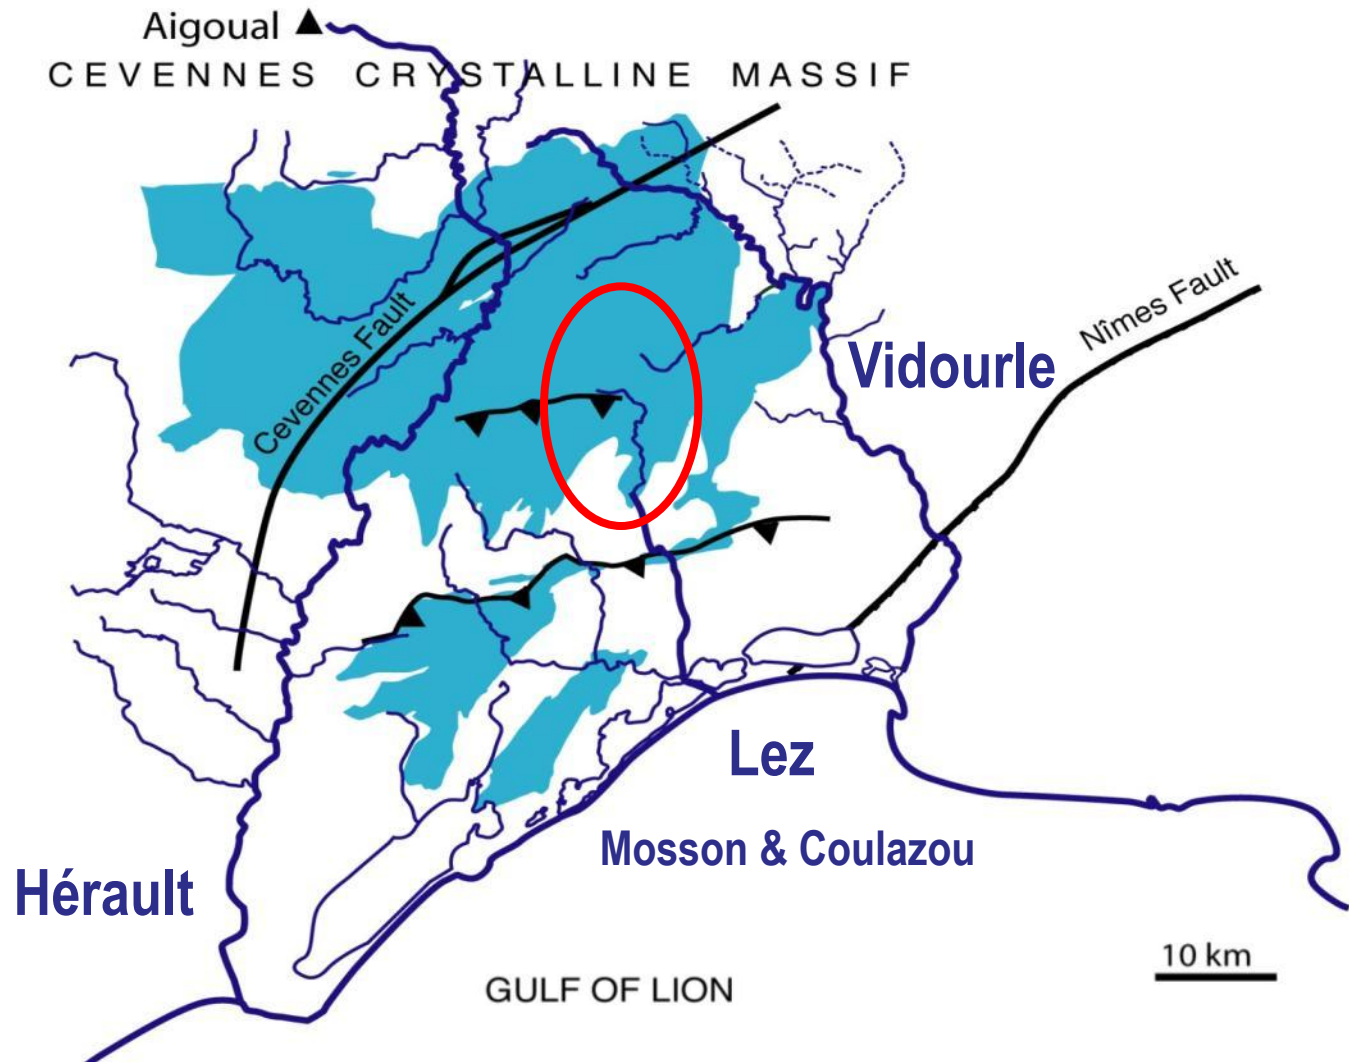 Aigoual
CEVENNES CRYSTALLINE MASSIF
Nîmes Fault
Cevennes Fault
Vidourle
Lez
Mosson & Coulazou
Hérault
10 km
GULF OF LION